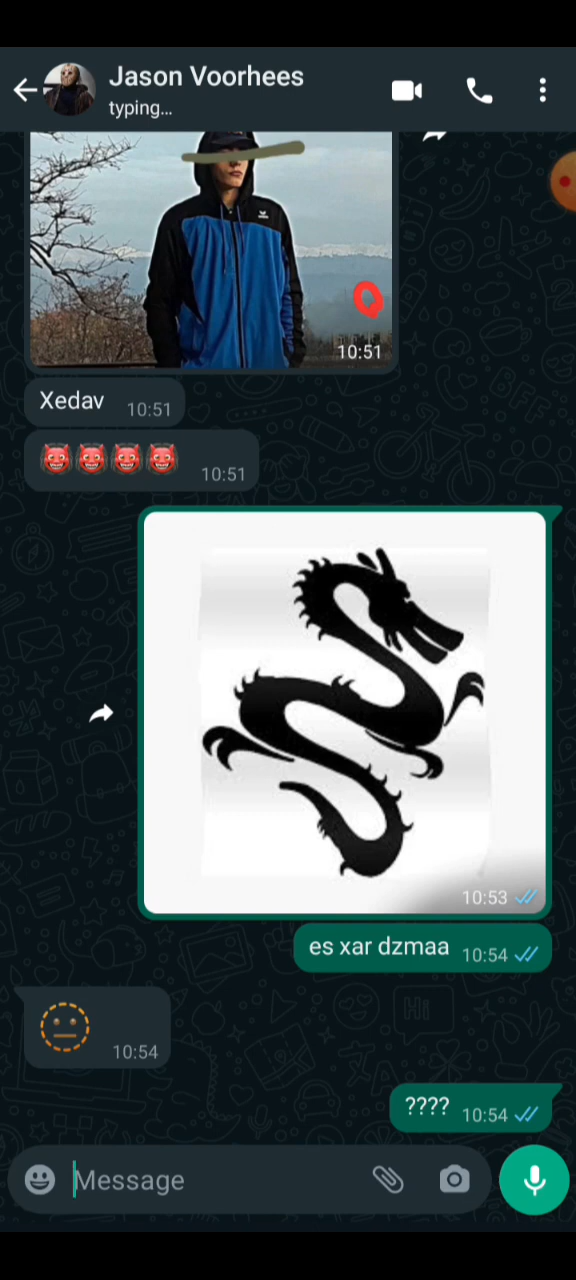 Jason Voorhees
typing...
10:51
Xedav 10:51
10:51
10:53
es xar dzmaa 10:54
10:54
???? 10:54
Message